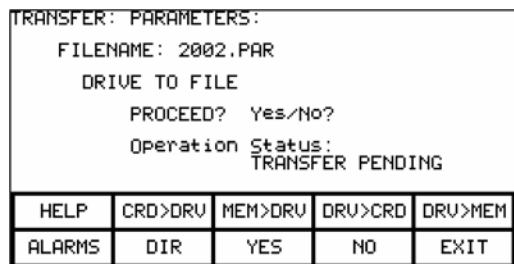 TRANSFER: PARAMETERS:
FILENAME: 2002.PAR
DRIVE TO FILE
PROCEED? Yes/No?
Operation Status:
TRANSFER PENDING
HELP CRD>DRV MEM>DRV DRV>CRD DRV>MEM
ALARMS DIR YES NO EXIT